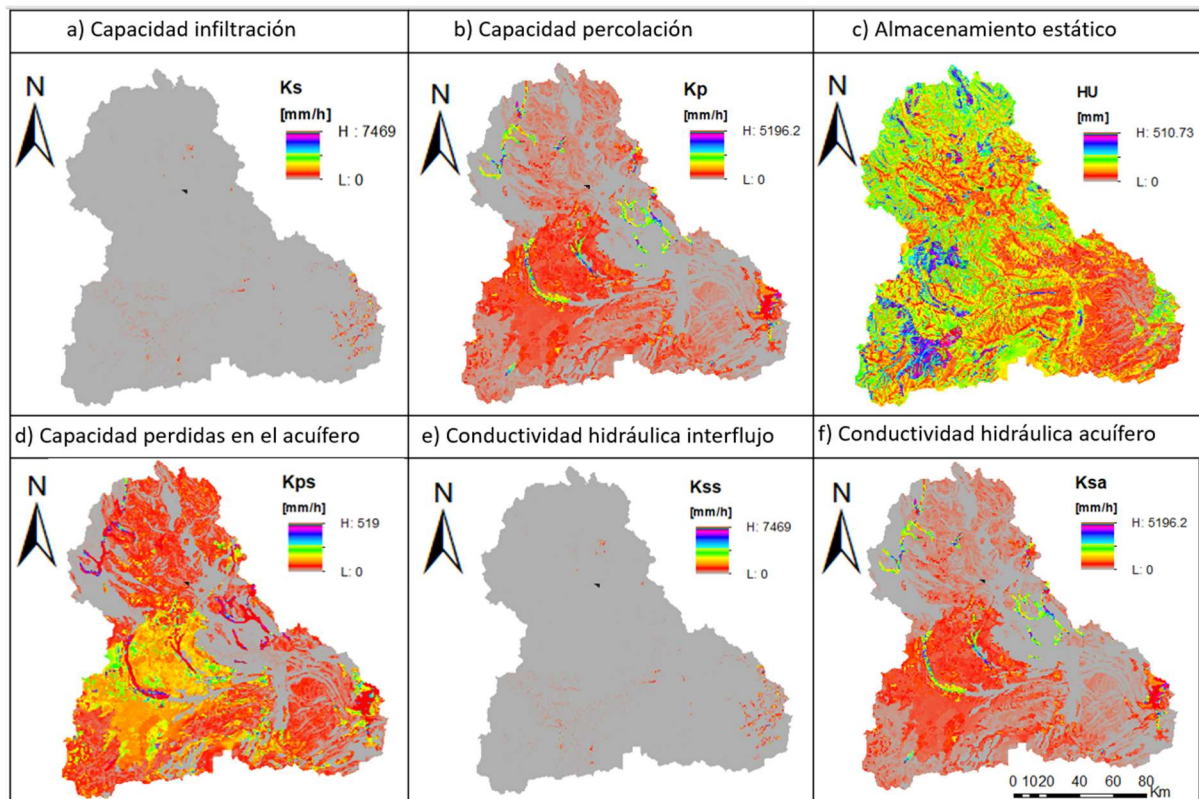 a) Capacidad infiltración
b) Capacidad percolación
c) Almacenamiento estático
N
Ks
[mm/h]
H : 7469
L: 0
N
Kp
[mm/h]
H: 5196.2
L: 0
N
HU
[mm]
H: 510.73
L: 0
d) Capacidad perdidas en el acuífero
e) Conductividad hidráulica interflujo
f) Conductividad hidráulica acuífero
N
Kps
[mm/h]
H: 519
L: 0
N
Kss
[mm/h]
H: 7469
L: 0
N
Ksa
[mm/h]
H: 5196.2
L: 0
0 10 20 40 60 80
Km